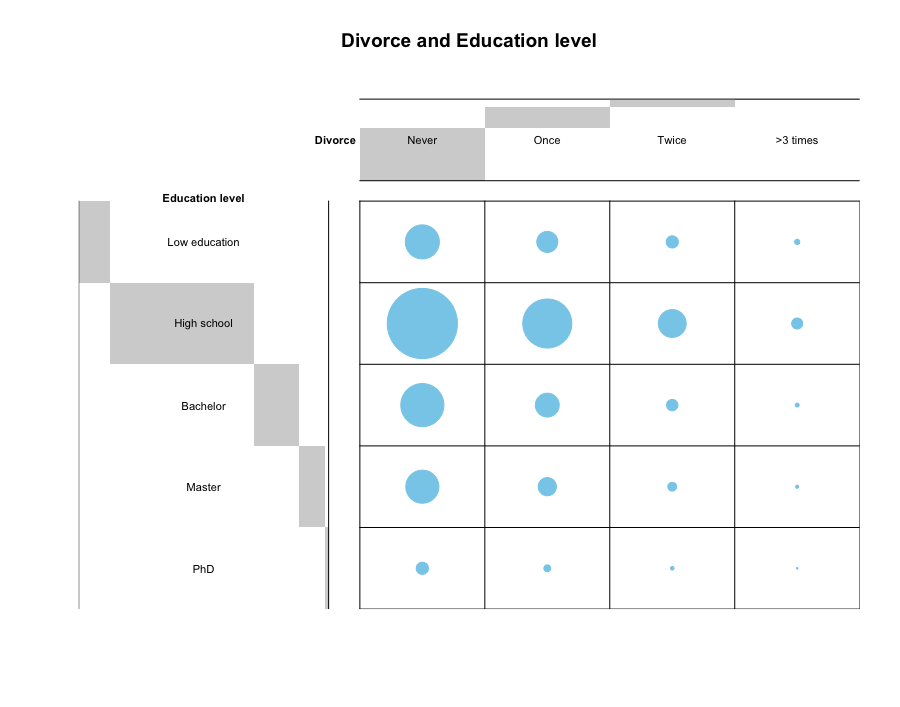 Divorce and Education level
Divorce Never Once Twice >3 times
Education level
Low education
High school
Bachelor
Master
PhD